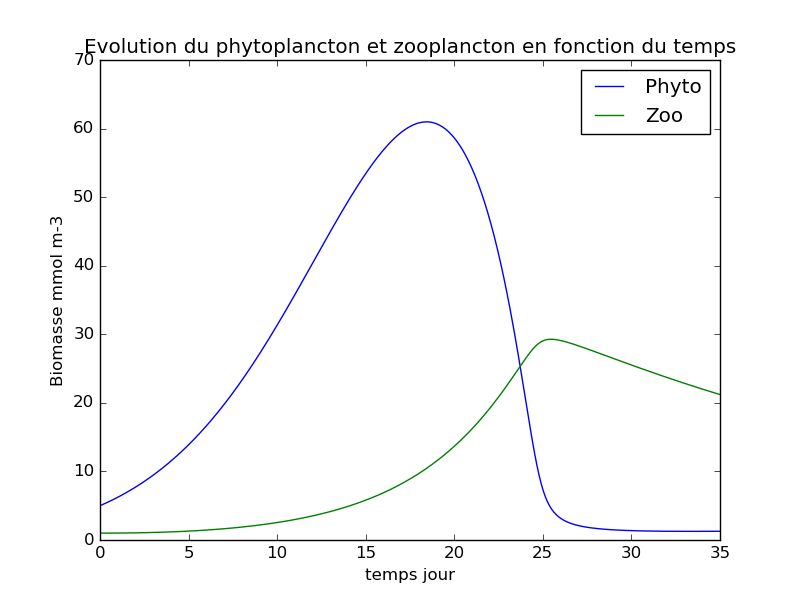 Evolution du phytoplancton et zooplancton en fonction du temps
70
60
50
40
30
20
10
0
Biomasse mmol m-3
Phyto
Zoo
0 5 10 15 20 25 30 35
temps jour